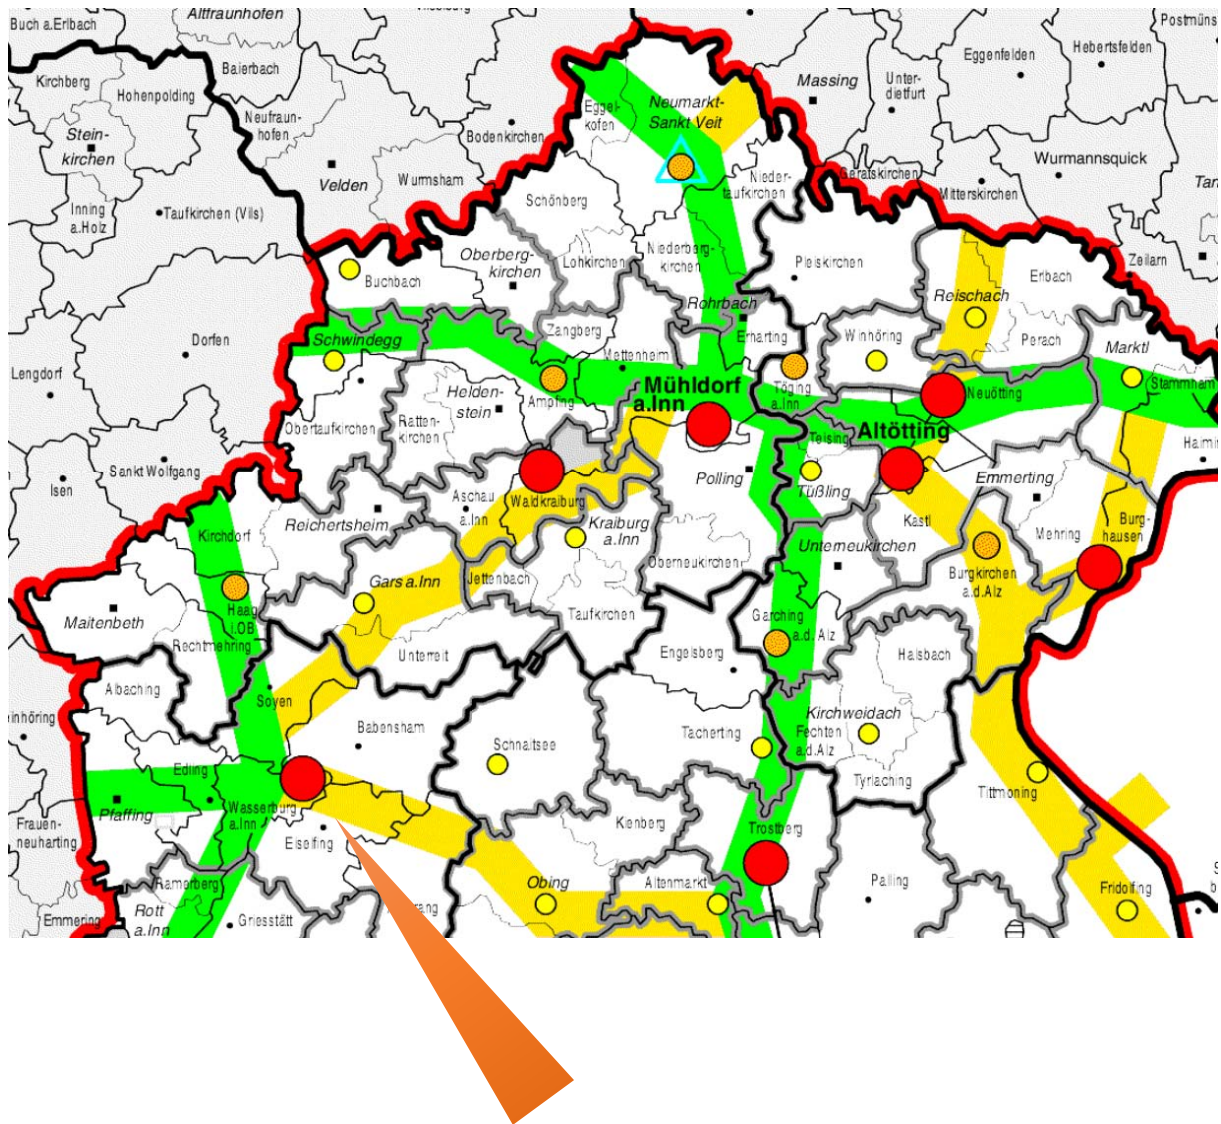 Buch a.Erlbach
Altfraunhofen
Postmüns
Kirchberg
Baierbach
Hohenpolding
Neufraun-
hofen
Stein-
kirchen
Velden
Bodenkirchen
Wurmsham
Inning
a.Holz
Taufkirchen (Vils)
Eggenfelden
Hebertsfelden
Massing
Unter-
dietfurt
Wurmannsquick
Geratskirchen
Mitterskirchen
Tan
Zeilarn
Eggel-
kofen
Neumarkt-
Sankt Veit
Nieder-
taufkirchen
Schönberg
Oberberg-
kirchen
Lohkirchen
Niederberg-
kirchen
Pleiskirchen
Erlbach
Reischach
Perach
Buchbach
Rohrbach
Zangberg
Erharting
Winhöring
Marktl
Dorfen
Schwindegg
Mettenheim
Lengdorf
Mühldorf
a.Inn
Töging
a.Inn
Neuötting
Stammham
Helden-
stein
Ampfing
Obertaufkirchen
Ratten-
kirchen
Teising
Altötting
Haimin
Sankt Wolfgang
Isen
Aschau
a.Inn
Waldkraiburg
Polling
Tüßling
Emmerting
Reichertsheim
Kraiburg
a.Inn
Kastl
Mehring
Burg-
hausen
Kirchdorf
Unterneukirchen
Oberneukirchen
Burgkirchen
a.d.Alz
Gars a.Inn
Jettenbach
Haag
i.OB
Maitenbeth
Taufkirchen
Garching
a.d. Alz
Rechtmehring
Unterreit
Engelsberg
Halsbach
Albaching
Soyen
einhöring
Babensham
Kirchweidach
Feichten
a.d.Alz
Tacherting
Schnaitsee
Edling
Tyrlaching
Tittmoning
Pfaffing
Wasserburg
a.Inn
Frauen-
neuharting
Eiselfing
Kienberg
Trostberg
Ramerberg
Obing
Altenmarkt
Palling
Fridolfing
Emmering
Rott
a.Inn
Griesstätt
rang
S
b